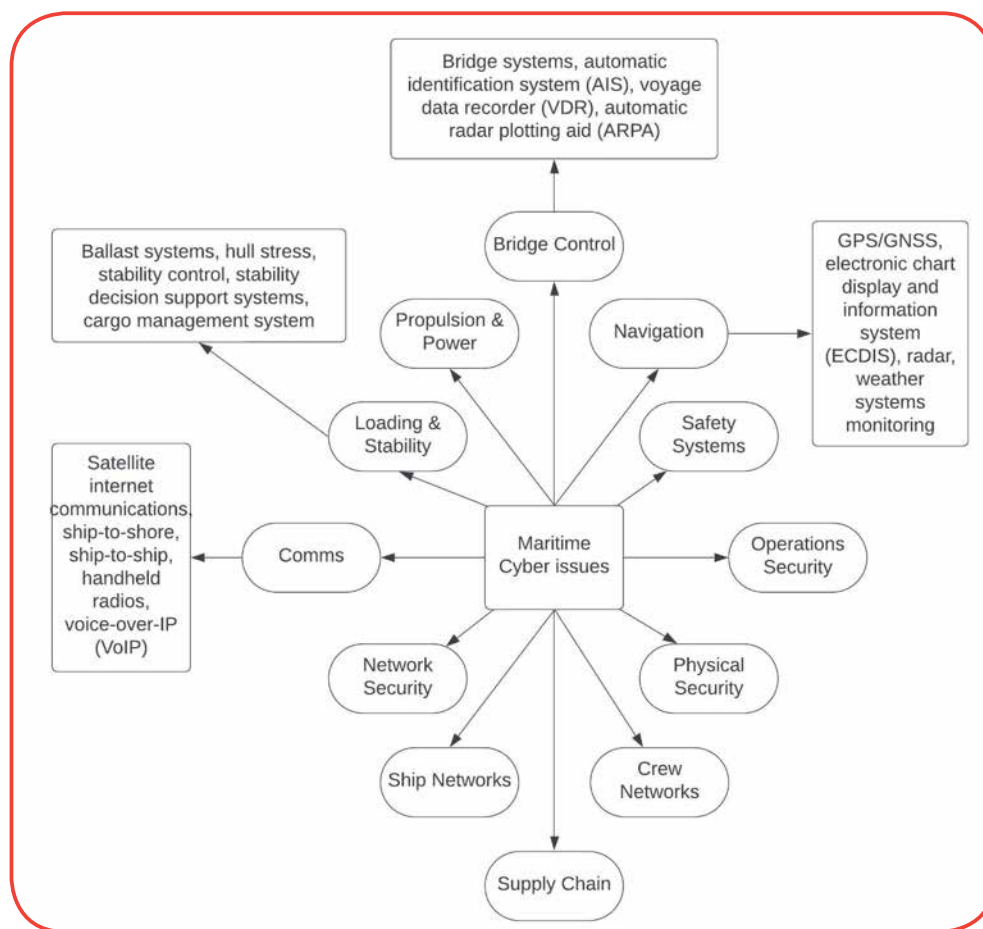 Bridge systems, automatic
identification system (AIS), voyage
data recorder (VDR), automatic
radar plotting aid (ARPA)
Bridge Control
Ballast systems, hull stress,
stability control, stability
decision support systems,
cargo management system
Propulsion &
Power
Navigation
GPS/GNSS,
electronic chart
display and
information
system
(ECDIS), radar,
weather
systems
monitoring
Loading &
Stability
Safety
Systems
Satellite
internet
communications,
ship-to-shore,
ship-to-ship,
handheld
radios,
voice-over-IP
(VoIP)
Comms
Maritime
Cyber issues
Operations
Security
Network
Security
Physical
Security
Ship Networks
Crew
Networks
Supply Chain